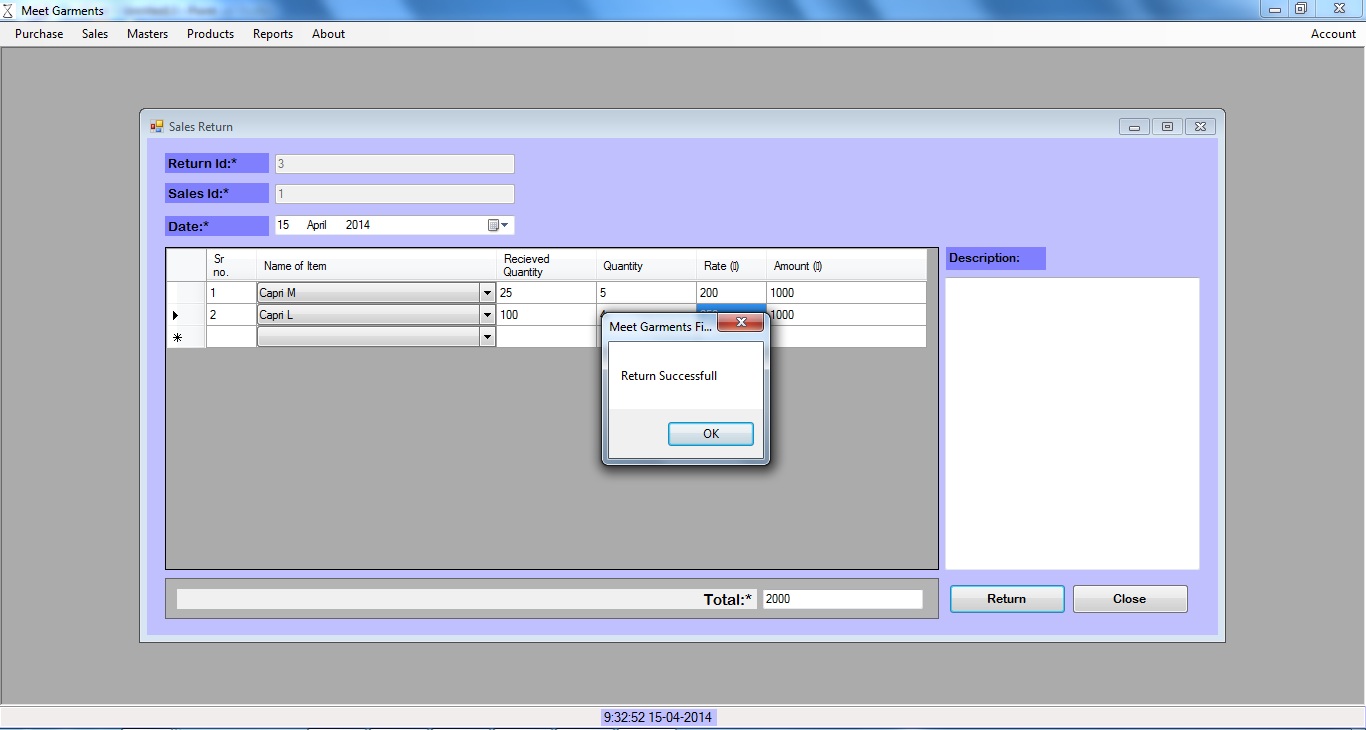 Meet Garments
Purchase Sales Masters Products Reports About Account
Sales Return
Return Id:* 3
Sales Id:* 1
Date:* 15 April 2014
Sr no. Name of Item Recieved Quantity Quantity Rate (▯) Amount (▯) Description:
1 Capri M 25 5 200 1000
2 Capri L 100 1000
Meet Garments Fi...
Return Successfull
OK
Total:* 2000 Return Close
9:32:52 15-04-2014